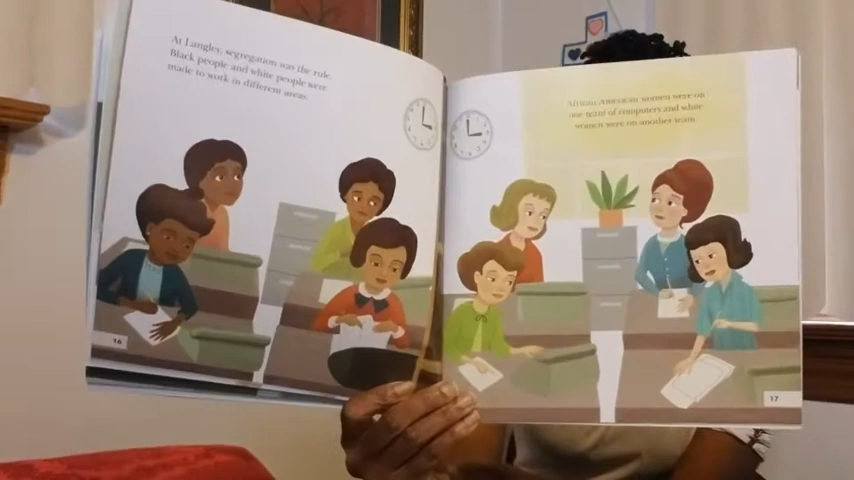 At Langley, segregation was the rule.
Black people and white people were
made to work in different areas.
African American women were on
one team of computers and white
women were on another team.
16
17